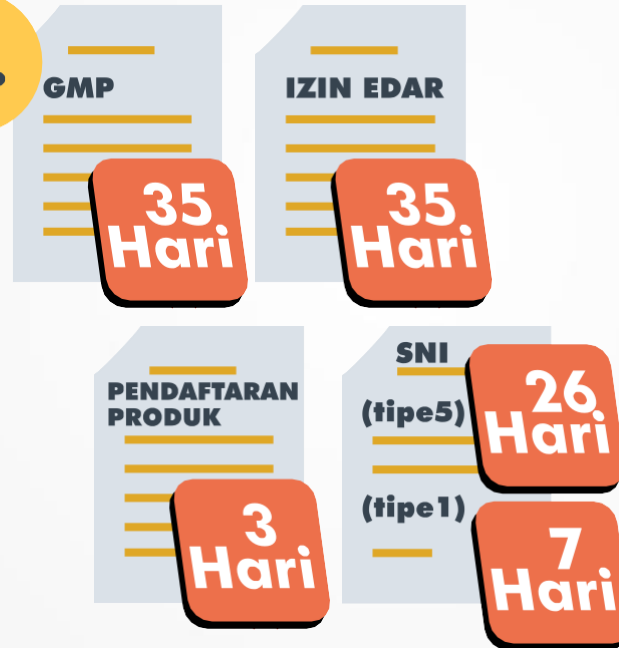 GMP
35
Hari
IZIN EDAR
35
Hari
PENDAFTARAN
PRODUK
3
Hari
SNI
(tipe5)
26
Hari
(tipe1)
7
Hari